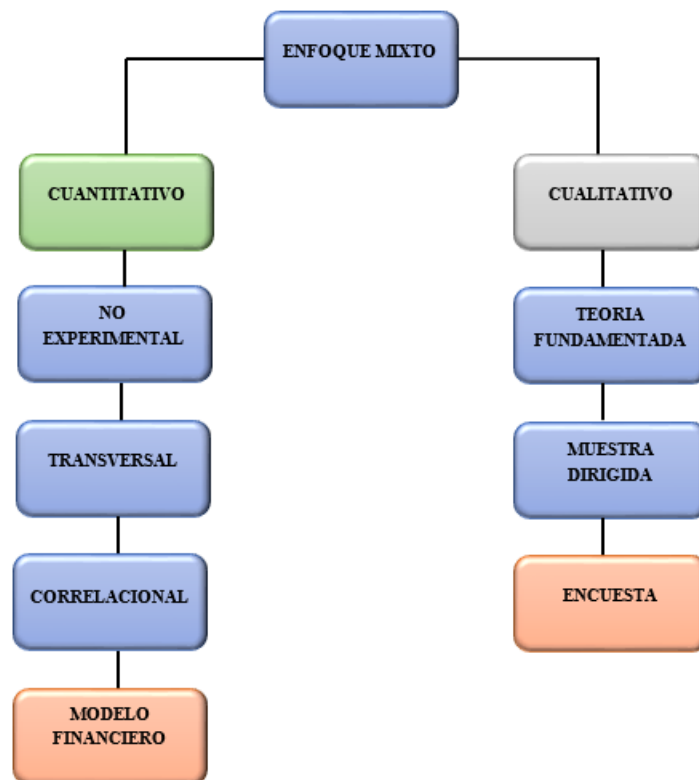 ENFOQUE MIXTO
CUANTITATIVO
NO
EXPERIMENTAL
TRANSVERSAL
CORRELACIONAL
MODELO
FINANCIERO
CUALITATIVO
TEORIA
FUNDAMENTADA
MUESTRA
DIRIGIDA
ENCUESTA